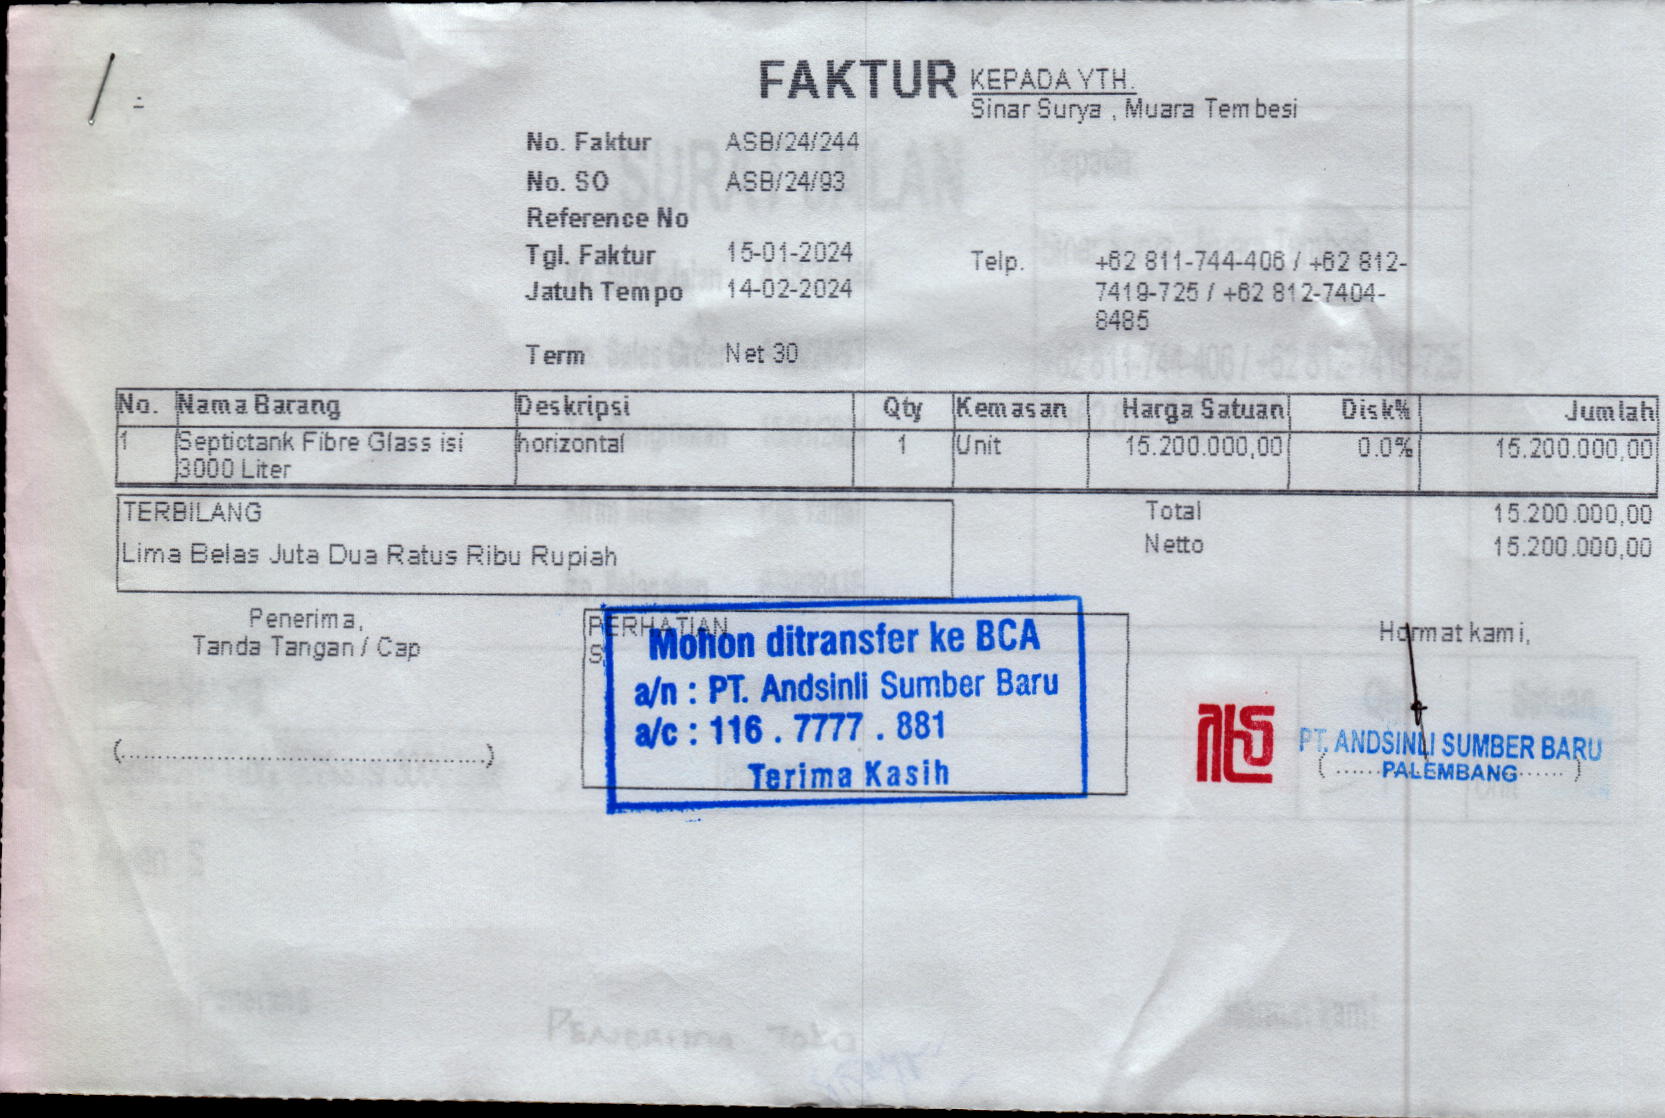 FAKTUR
KEPADA YTH.
Sinar Surya , Muara Tembesi
No. Faktur ASB/24/244
No. SO ASB/24/93
Reference No
Tgl. Faktur 15-01-2024
Jatuh Tempo 14-02-2024
Telp. +62 811-744-406 / +62 812-
7419-725 / +62 812-7404-
8485
Term Net 30
No. Nama Barang Deskripsi Qty Kemasan Harga Satuan Disk% Jumlah
1 Septictank Fibre Glass isi horizontal 1 Unit 15.200.000,00 0.0% 15.200.000,00
3000 Liter
TERBILANG
Lima Belas Juta Dua Ratus Ribu Rupiah
Total 15.200.000,00
Netto 15.200.000,00
Penerima,
Tanda Tangan / Cap
(...............................................................)
PERHATIAN
Mohon ditransfer ke BCA
a/n : PT. Andsinli Sumber Baru
a/c : 116 . 7777 . 881
Terima Kasih
Hormat kami,
PT. ANDSINLI SUMBER BARU
PALEMBANG
SURAT JALAN
Kepada
PENERIMA TOKO